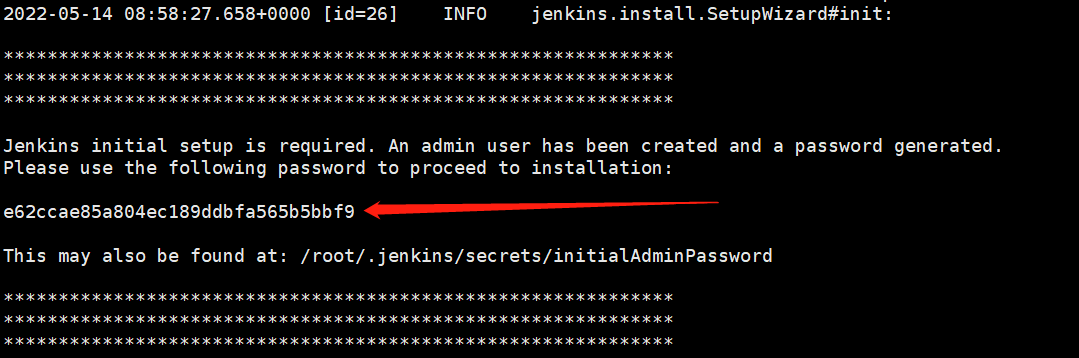 2022-05-14 08:58:27.658+0000 [id=26]    INFO    jenkins.install.SetupWizard#init:
*************************************************************
*************************************************************
*************************************************************
Jenkins initial setup is required. An admin user has been created and a password generated.
Please use the following password to proceed to installation:
e62ccae85a804ec189ddbfa565b5bbf9
This may also be found at: /root/.jenkins/secrets/initialAdminPassword
*************************************************************
*************************************************************
*************************************************************